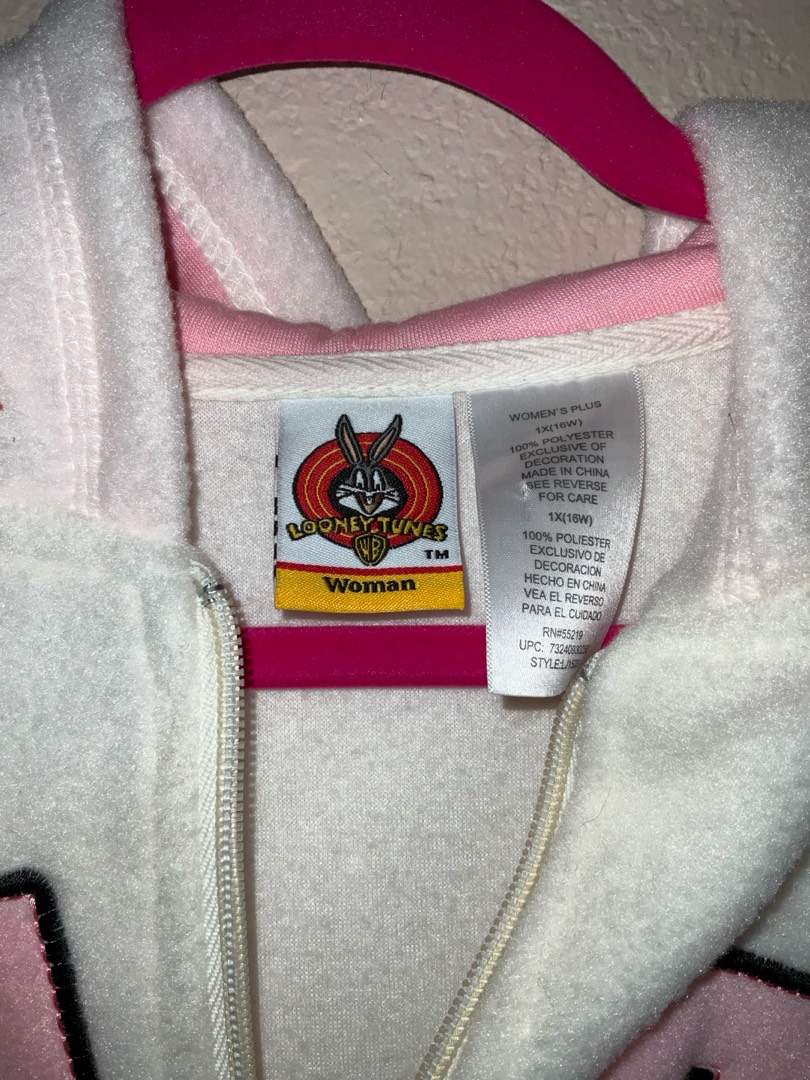 LOONEY TUNES
WB
TM
Woman
WOMEN'S PLUS
1X(16W)
100% POLYESTER
EXCLUSIVE OF
DECORATION
MADE IN CHINA
SEE REVERSE
FOR CARE
1X(16W)
100% POLIESTER
EXCLUSIVO DE
DECORACION
HECHO EN CHINA
VEA EL REVERSO
PARA EL CUIDADO
RN#55219
UPC:
STYLE: